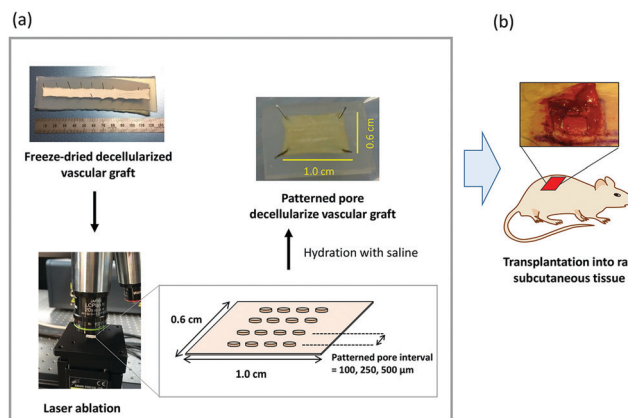 (a)
(b)
Freeze-dried decellularized
vascular graft
0.6 cm
1.0 cm
Patterned pore
decellularize vascular graft
Hydration with saline
Laser ablation
0.6 cm
1.0 cm
Patterned pore interval
= 100, 250, 500 µm
Transplantation into ra
subcutaneous tissue